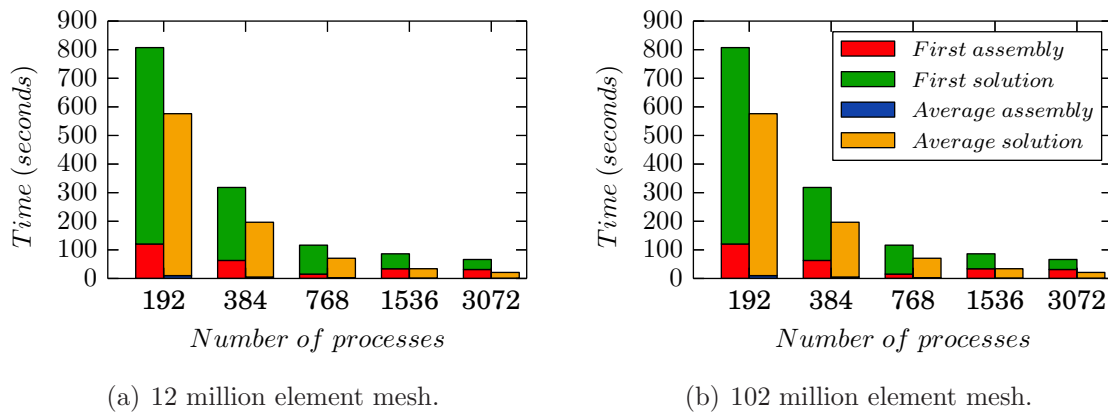 900
800
700
600
500
400
300
200
100
0
Time (seconds)
192 384 768 1536 3072
Number of processes
(a) 12 million element mesh.
900
800
700
600
500
400
300
200
100
0
Time (seconds)
First assembly
First solution
Average assembly
Average solution
192 384 768 1536 3072
Number of processes
(b) 102 million element mesh.